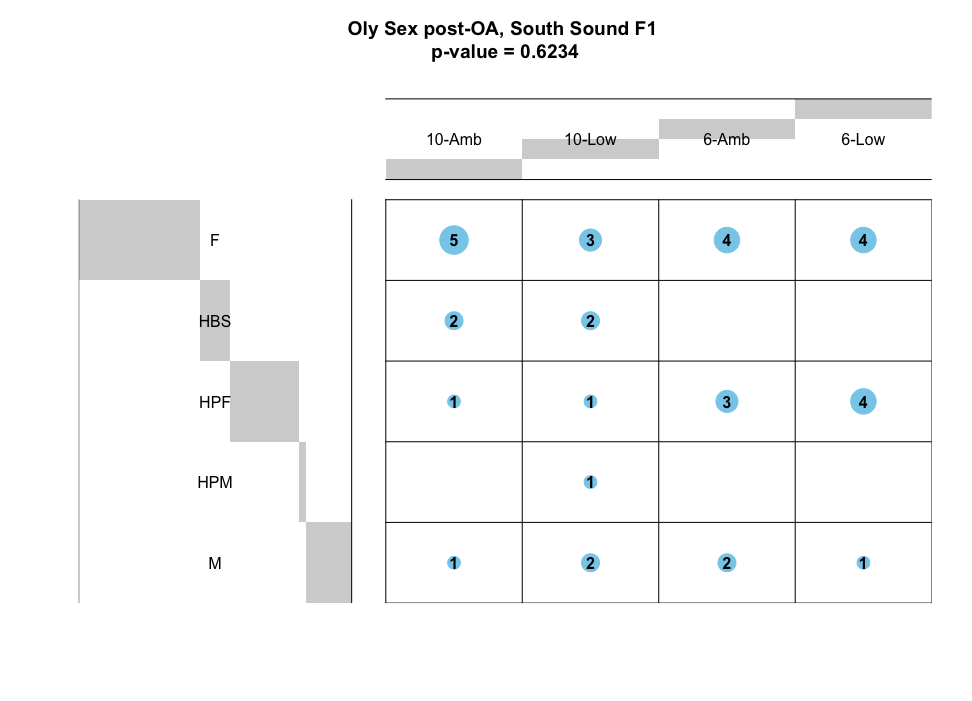 Oly Sex post-OA, South Sound F1
p-value = 0.6234
10-Amb 10-Low 6-Amb 6-Low
F 5 3 4 4
HBS 2 2
HPF 1 1 3 4
HPM 1
M 1 2 2 1